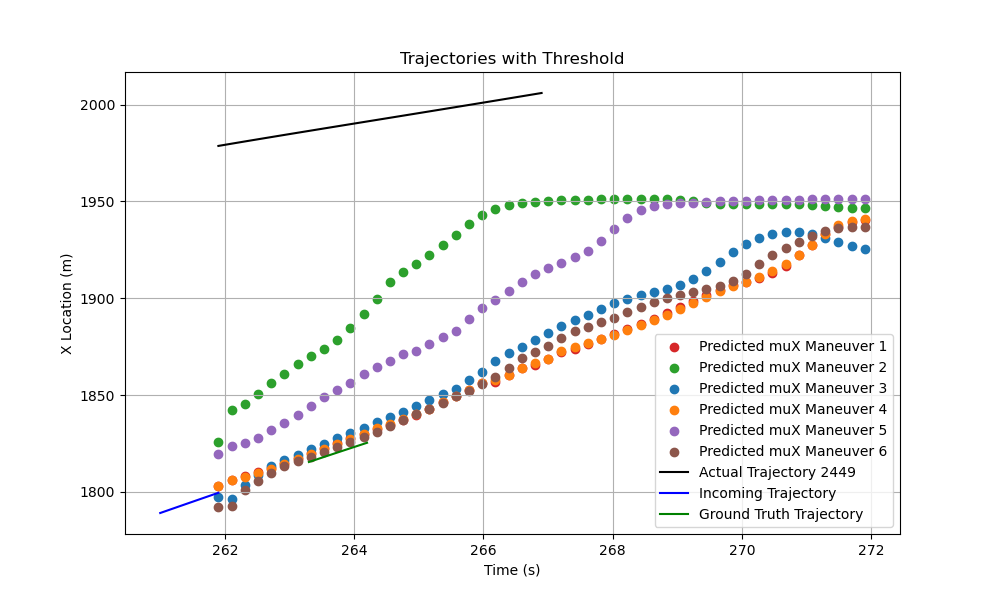 Trajectories with Threshold
X Location (m)
2000
1950
1900
1850
1800
262
264
266
268
270
272
Time (s)
Predicted muX Maneuver 1
Predicted muX Maneuver 2
Predicted muX Maneuver 3
Predicted muX Maneuver 4
Predicted muX Maneuver 5
Predicted muX Maneuver 6
Actual Trajectory 2449
Incoming Trajectory
Ground Truth Trajectory